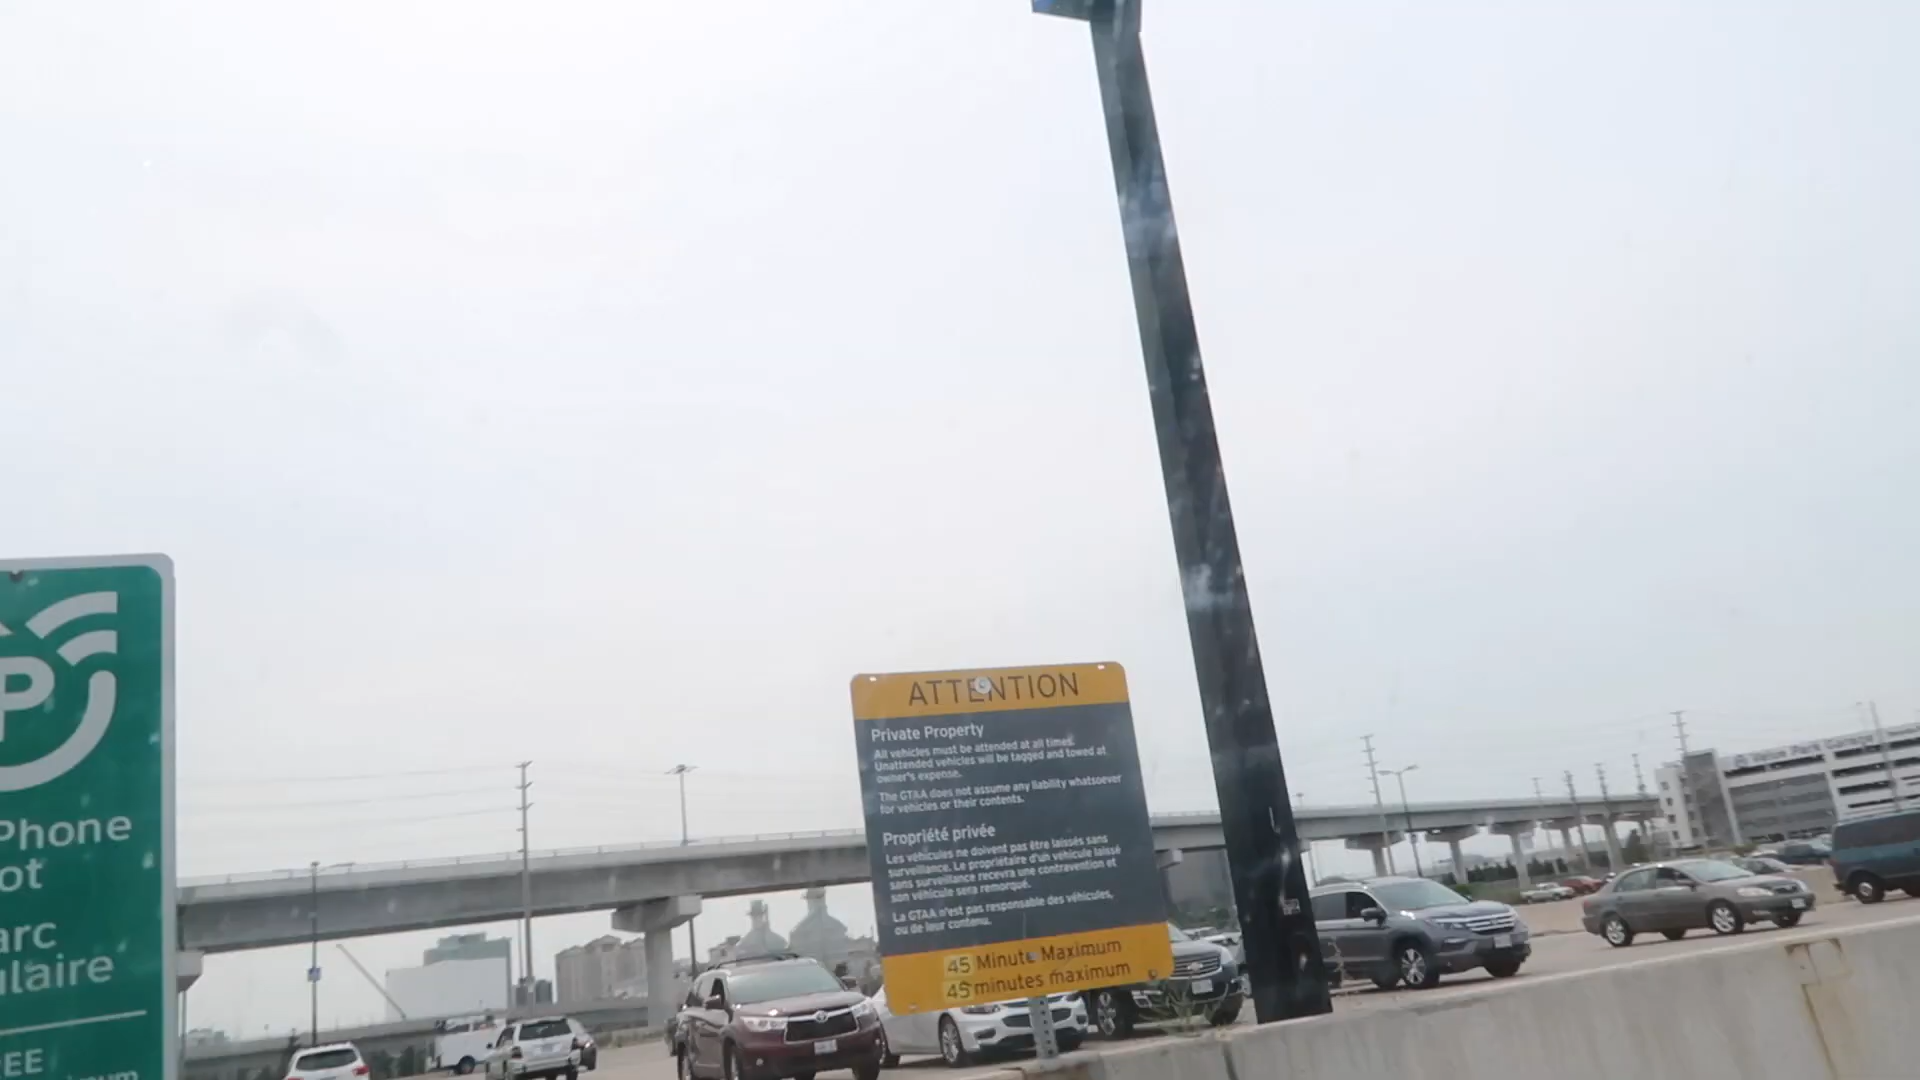 P
Phone
ot
arc
ulaire
EE
ATTENTION
Private Property
All vehicles must be attended at all times.
Unattended vehicles will be tagged and towed at
owner's expense.
The GTAA does not assume any liability whatsoever
for vehicles or their contents.
Propriété privée
Les véhicules ne doivent pas être laissés sans
surveillance. Le propriétaire d'un véhicule laissé
sans surveillance recevra une contravention et
son véhicule sera remorqué.
La GTAA n'est pas responsable des véhicules,
ou de leur contenu.
45 Minute Maximum
45 minutes maximum